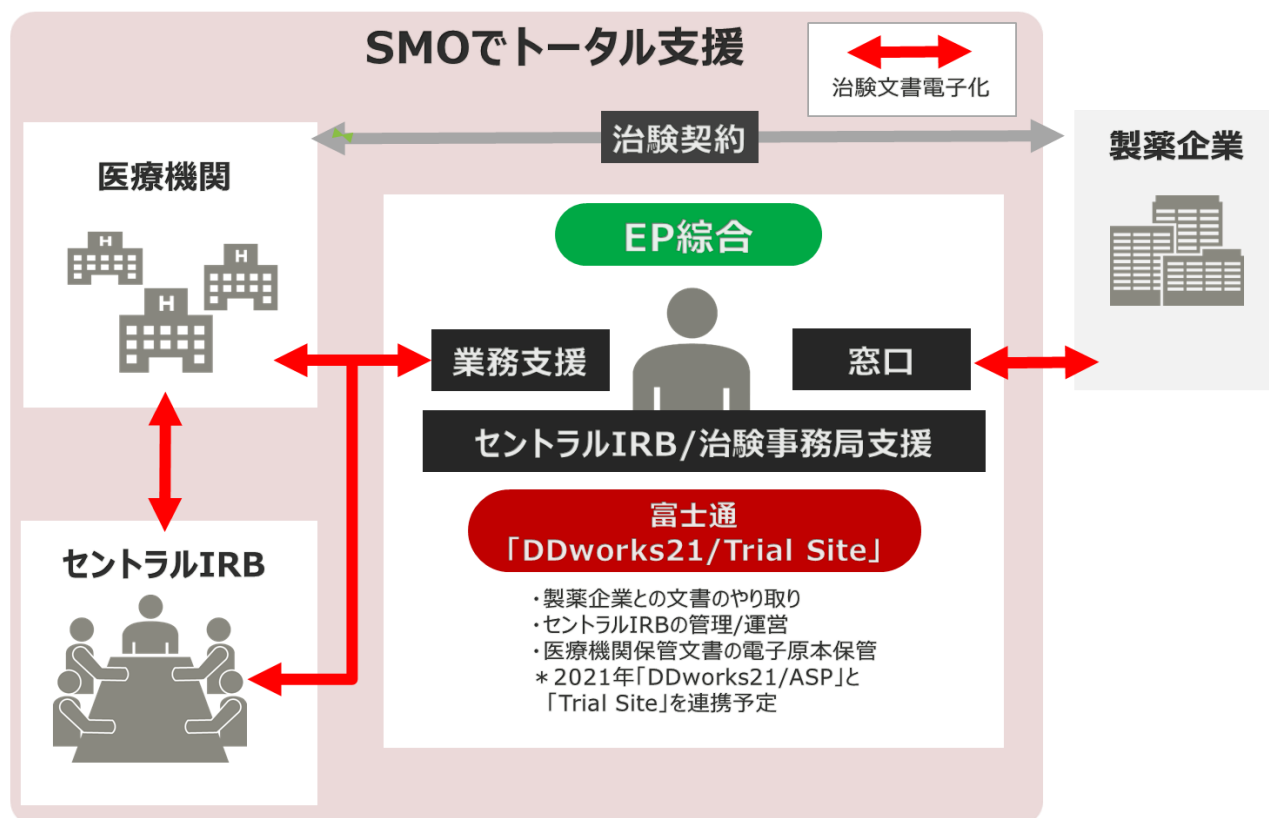 SMOでトータル支援
治験文書電子化
治験契約
医療機関
H
H
H
製薬企業
EP綜合
業務支援
窓口
セントラルIRB/治験事務局支援
セントラルIRB
富士通
「DDworks21/Trial Site」
・製薬企業との文書のやり取り
・セントラルIRBの管理/運営
・医療機関保管文書の電子原本保管
＊2021年「DDworks21/ASP」と
「Trial Site」を連携予定